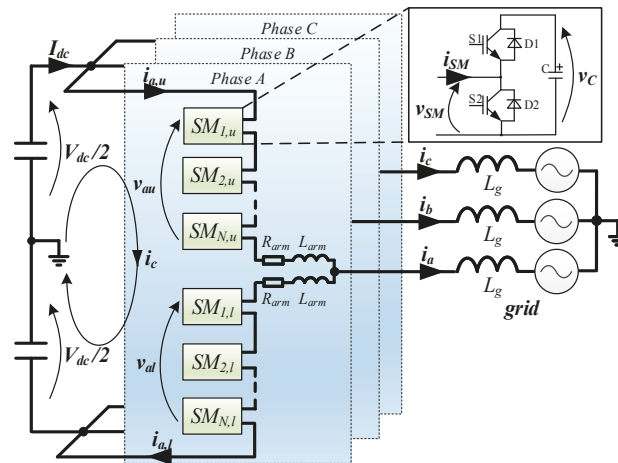 Phase C
Phase B
Phase A
I_dc
i_a,u
V_dc/2
v_au
SM_1,u
SM_2,u
SM_N,u
R_arm
L_arm
i_c
R_arm
L_arm
V_dc/2
v_al
SM_1,l
SM_2,l
SM_N,l
i_a,l
S1
D1
i_SM
C
+
v_C
v_SM
S2
D2
i_c
L_g
i_b
L_g
i_a
L_g
grid